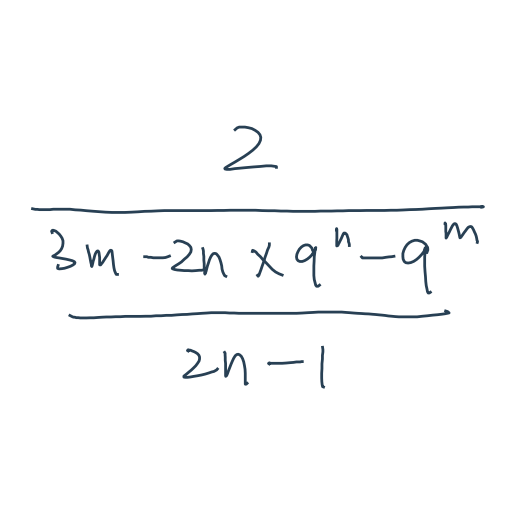 2
3m - 2n × 9ⁿ - 9ᵐ
2n - 1